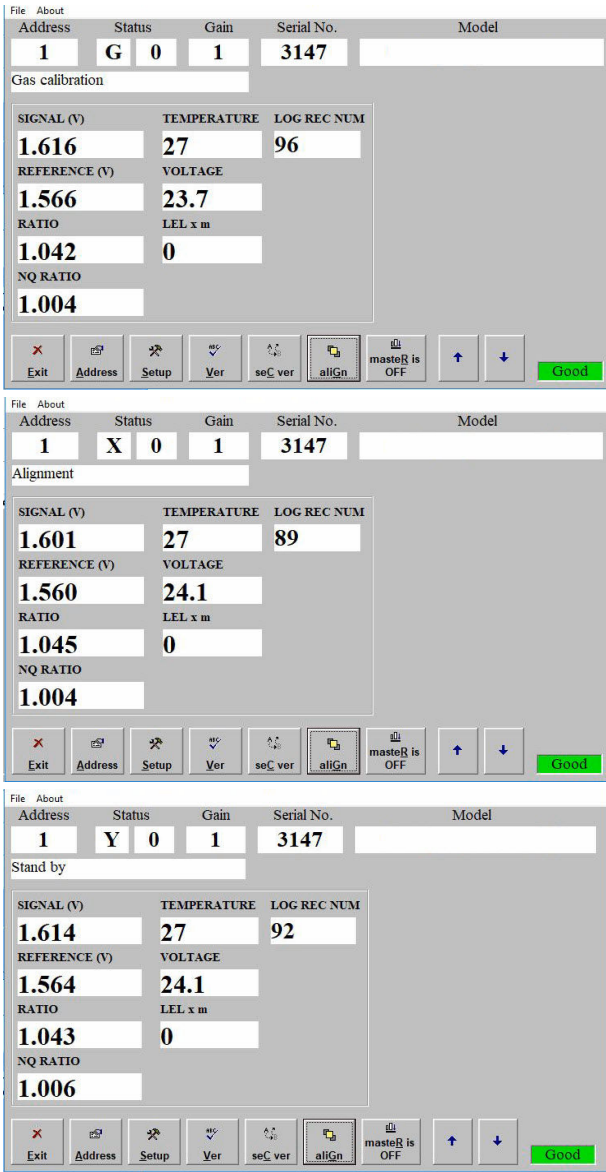 File About
Address Status Gain Serial No. Model
1 G 0 1 3147
Gas calibration
SIGNAL (V) TEMPERATURE LOG REC NUM
1.616 27 96
REFERENCE (V) VOLTAGE
1.566 23.7
RATIO LEL x m
1.042 0
NQ RATIO
1.004
Exit Address Setup Ver seC ver aliGn masteR is OFF Good
File About
Address Status Gain Serial No. Model
1 X 0 1 3147
Alignment
SIGNAL (V) TEMPERATURE LOG REC NUM
1.601 27 89
REFERENCE (V) VOLTAGE
1.560 24.1
RATIO LEL x m
1.045 0
NQ RATIO
1.004
Exit Address Setup Ver seC ver aliGn masteR is OFF Good
File About
Address Status Gain Serial No. Model
1 Y 0 1 3147
Stand by
SIGNAL (V) TEMPERATURE LOG REC NUM
1.614 27 92
REFERENCE (V) VOLTAGE
1.564 24.1
RATIO LEL x m
1.043 0
NQ RATIO
1.006
Exit Address Setup Ver seC ver aliGn masteR is OFF Good